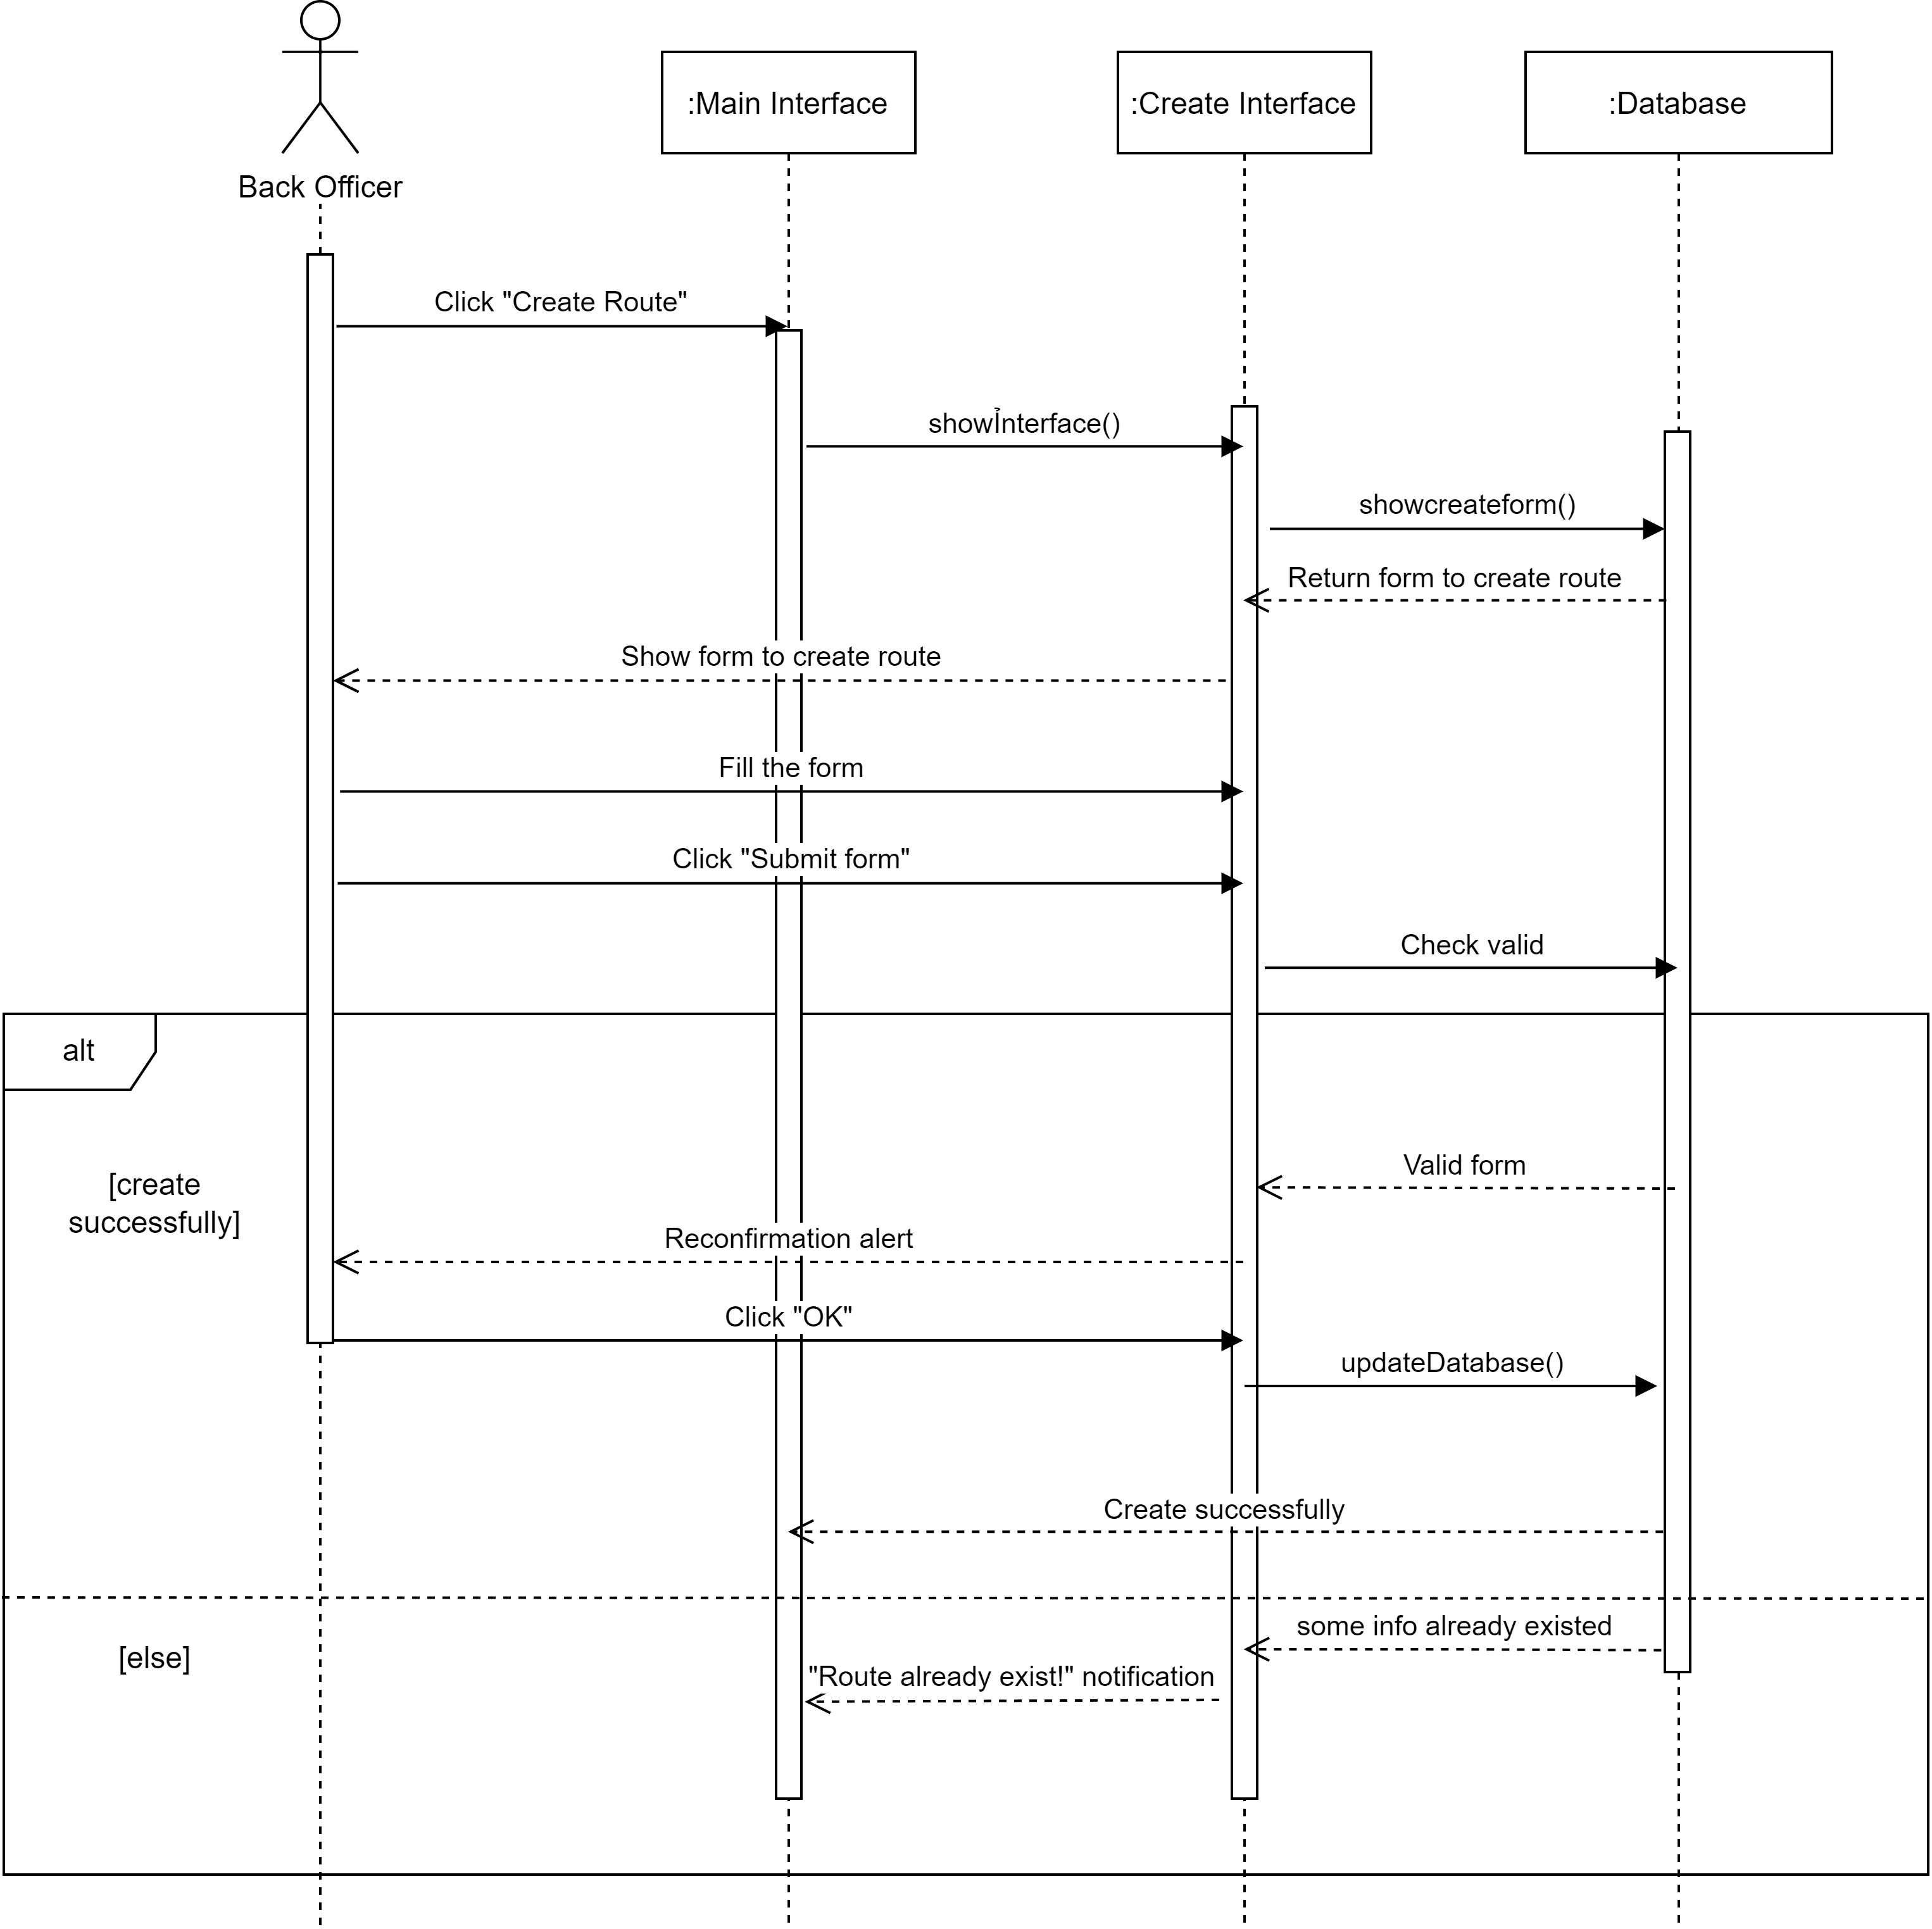 Back Officer
:Main Interface
:Create Interface
:Database
Click "Create Route"
showỈnterface()
showcreateform()
Return form to create route
Show form to create route
Fill the form
Click "Submit form"
Check valid
alt
[create
successfully]
Valid form
Reconfirmation alert
Click "OK"
updateDatabase()
Create successfully
[else]
some info already existed
"Route already exist!" notification